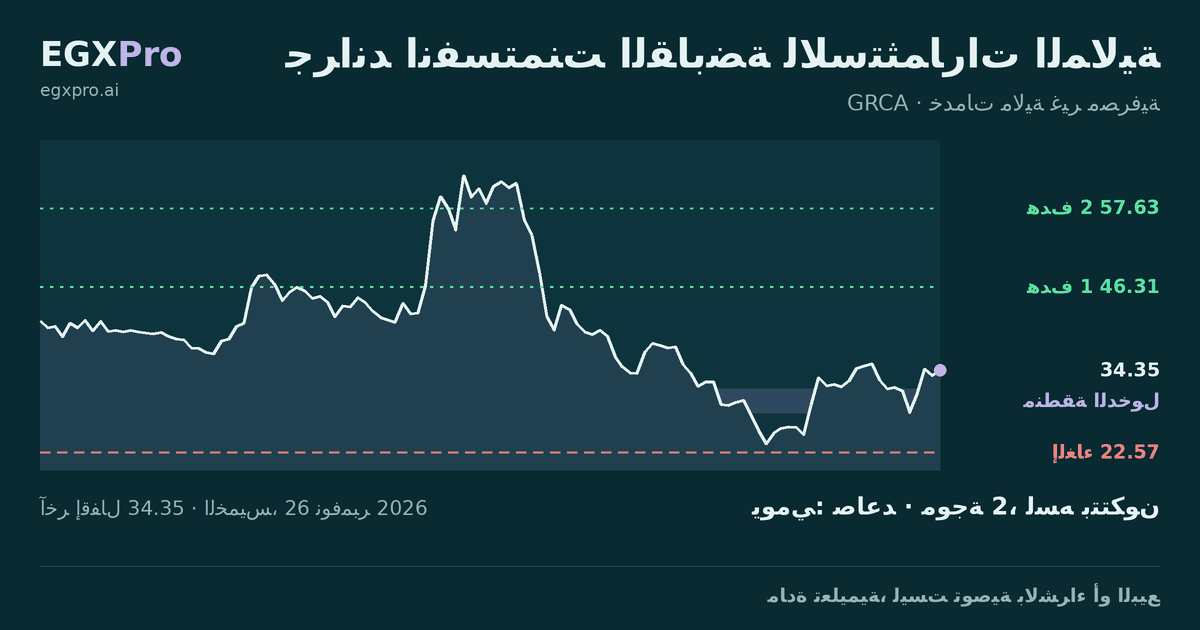 EGXPro
egxpro.ai
جراند انفستمنت القابضة للاستثمارات المالية
GRCA · خدمات مالية غير مصرفية
هدف 2 57.63
هدف 1 46.31
34.35
منطقة الدخول
إلغاء 22.57
يومي: صاعد · موجة 2، لسه بتتكون
آخر إقفال 34.35 · الخميس، 26 نوفمبر 2026
مادة تعليمية، ليست توصية بالشراء أو البيع